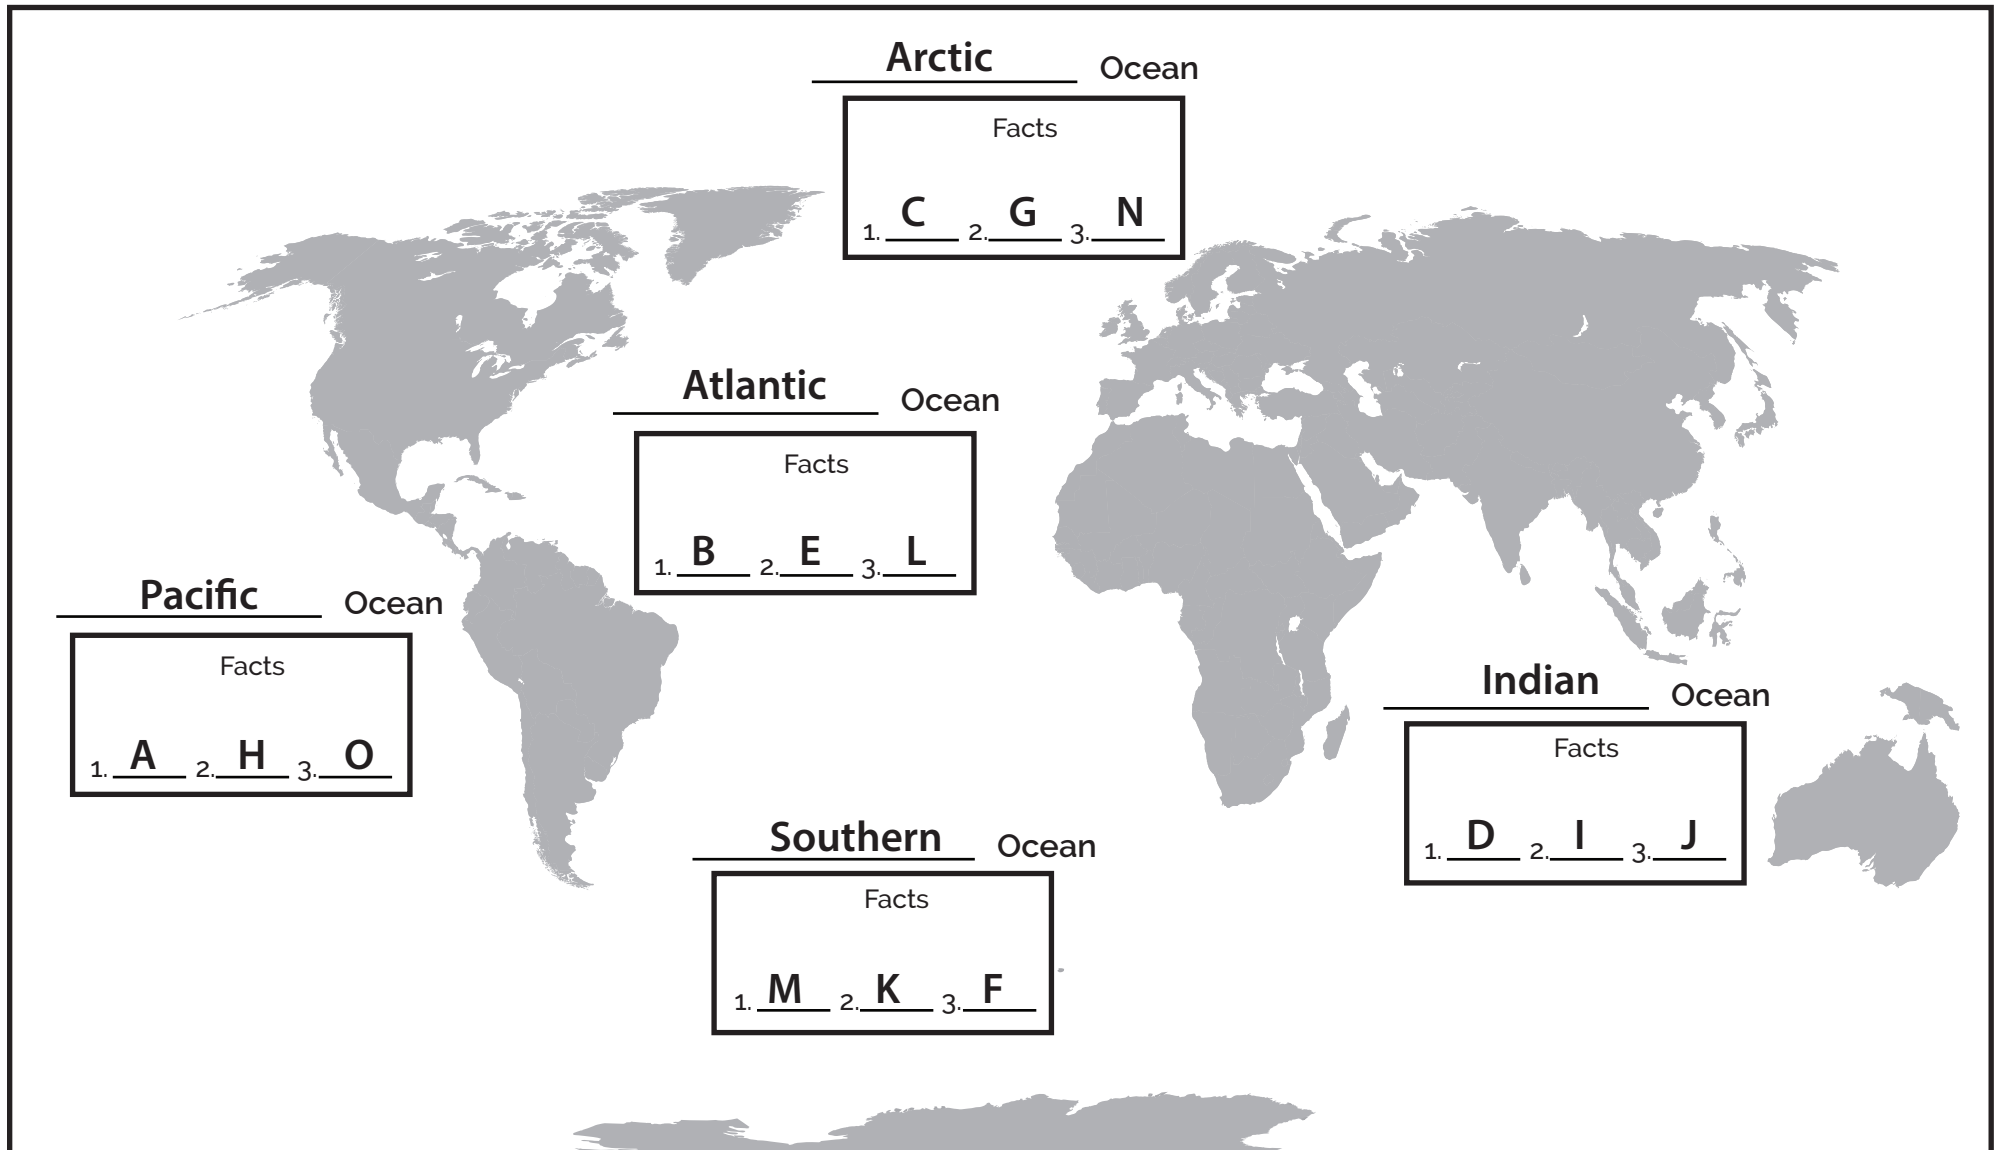 Arctic Ocean
Facts
1. C 2. G 3. N
Atlantic Ocean
Facts
1. B 2. E 3. L
Pacific Ocean
Facts
1. A 2. H 3. O
Indian Ocean
Facts
1. D 2. I 3. J
Southern Ocean
Facts
1. M 2. K 3. F